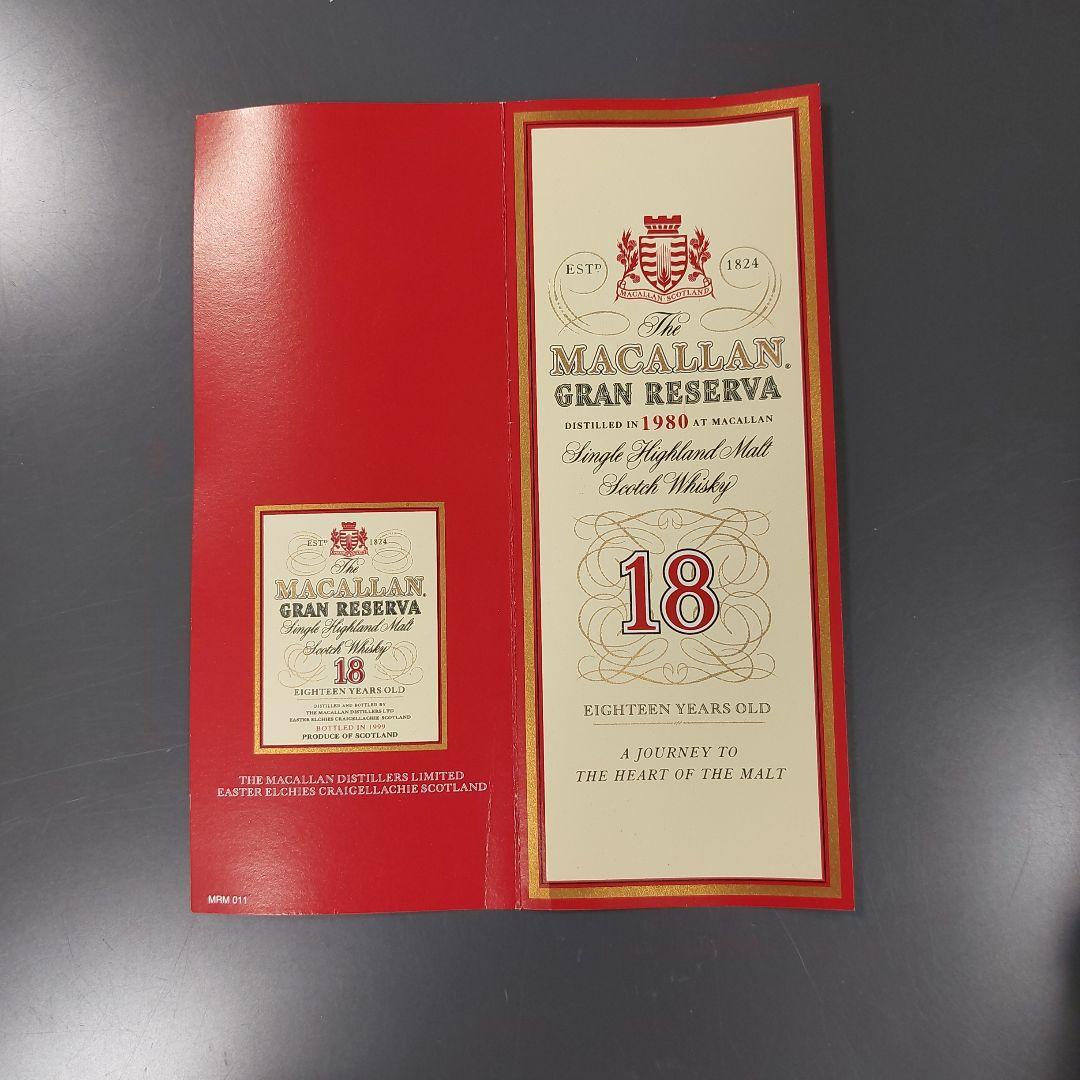 ESTD
1824
The
MACALLAN
GRAN RESERVA
Single Highland Malt
Scotch Whisky
18
EIGHTEEN YEARS OLD
DISTILLED AND BOTTLED BY
THE MACALLAN DISTILLERS LTD
EASTER ELCHIES CRAIGELLACHIE SCOTLAND
BOTTLED IN 1999
PRODUCE OF SCOTLAND
THE MACALLAN DISTILLERS LIMITED
EASTER ELCHIES CRAIGELLACHIE SCOTLAND
MRM 011
ESTD
1824
MACALLAN SCOTLAND
The
MACALLAN®
GRAN RESERVA
DISTILLED IN 1980 AT MACALLAN
Single Highland Malt
Scotch Whisky
18
EIGHTEEN YEARS OLD
A JOURNEY TO
THE HEART OF THE MALT